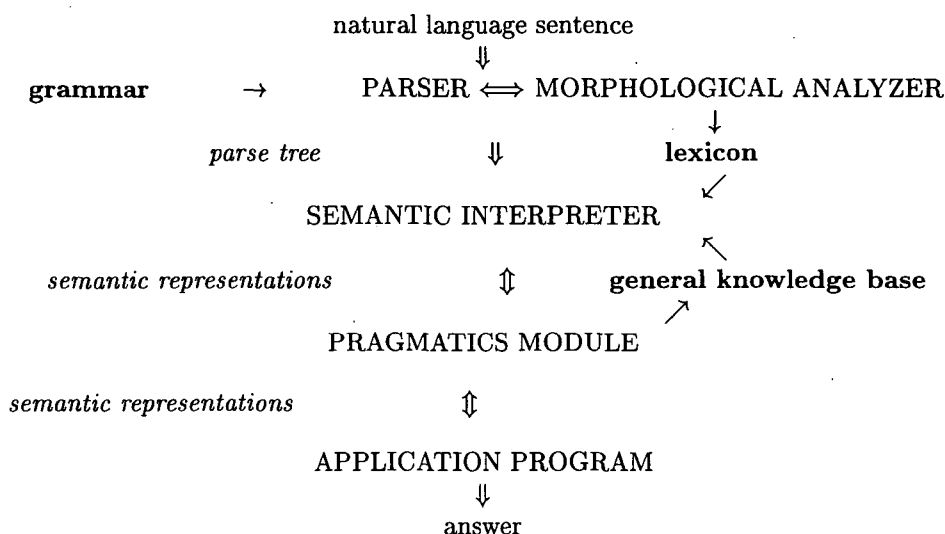 natural language sentence
⇓
grammar → PARSER ⟺ MORPHOLOGICAL ANALYZER
↓
parse tree ⇓ lexicon
↙
SEMANTIC INTERPRETER
↖
semantic representations ⇕ general knowledge base
↗
PRAGMATICS MODULE
semantic representations ⇕
APPLICATION PROGRAM
⇓
answer